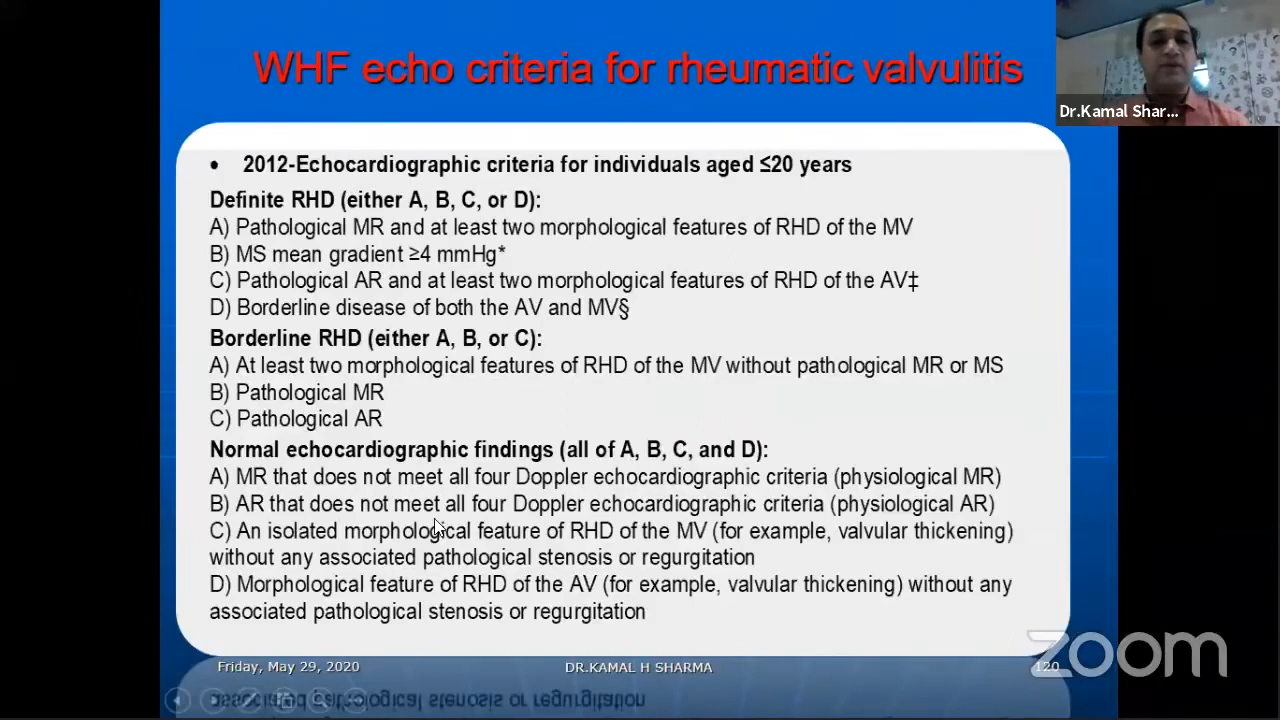 WHF echo criteria for rheumatic valvulitis
Dr.Kamal Shar...
• 2012-Echocardiographic criteria for individuals aged ≤20 years
Definite RHD (either A, B, C, or D):
A) Pathological MR and at least two morphological features of RHD of the MV
B) MS mean gradient ≥4 mmHg*
C) Pathological AR and at least two morphological features of RHD of the AV‡
D) Borderline disease of both the AV and MV§
Borderline RHD (either A, B, or C):
A) At least two morphological features of RHD of the MV without pathological MR or MS
B) Pathological MR
C) Pathological AR
Normal echocardiographic findings (all of A, B, C, and D):
A) MR that does not meet all four Doppler echocardiographic criteria (physiological MR)
B) AR that does not meet all four Doppler echocardiographic criteria (physiological AR)
C) An isolated morphological feature of RHD of the MV (for example, valvular thickening)
without any associated pathological stenosis or regurgitation
D) Morphological feature of RHD of the AV (for example, valvular thickening) without any
associated pathological stenosis or regurgitation
Friday, May 29, 2020
DR.KAMAL H SHARMA
120
zoom